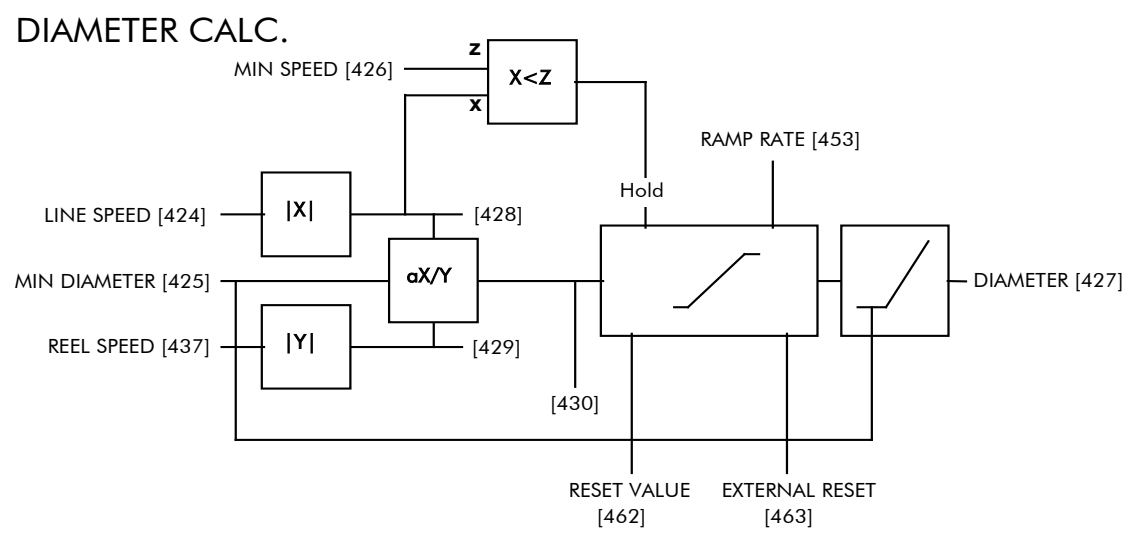 DIAMETER CALC.
z
MIN SPEED [426]
X<Z
x
RAMP RATE [453]
Hold
LINE SPEED [424]
|X|
[428]
MIN DIAMETER [425]
aX/Y
DIAMETER [427]
REEL SPEED [437]
|Y|
[429]
[430]
RESET VALUE
[462]
EXTERNAL RESET
[463]